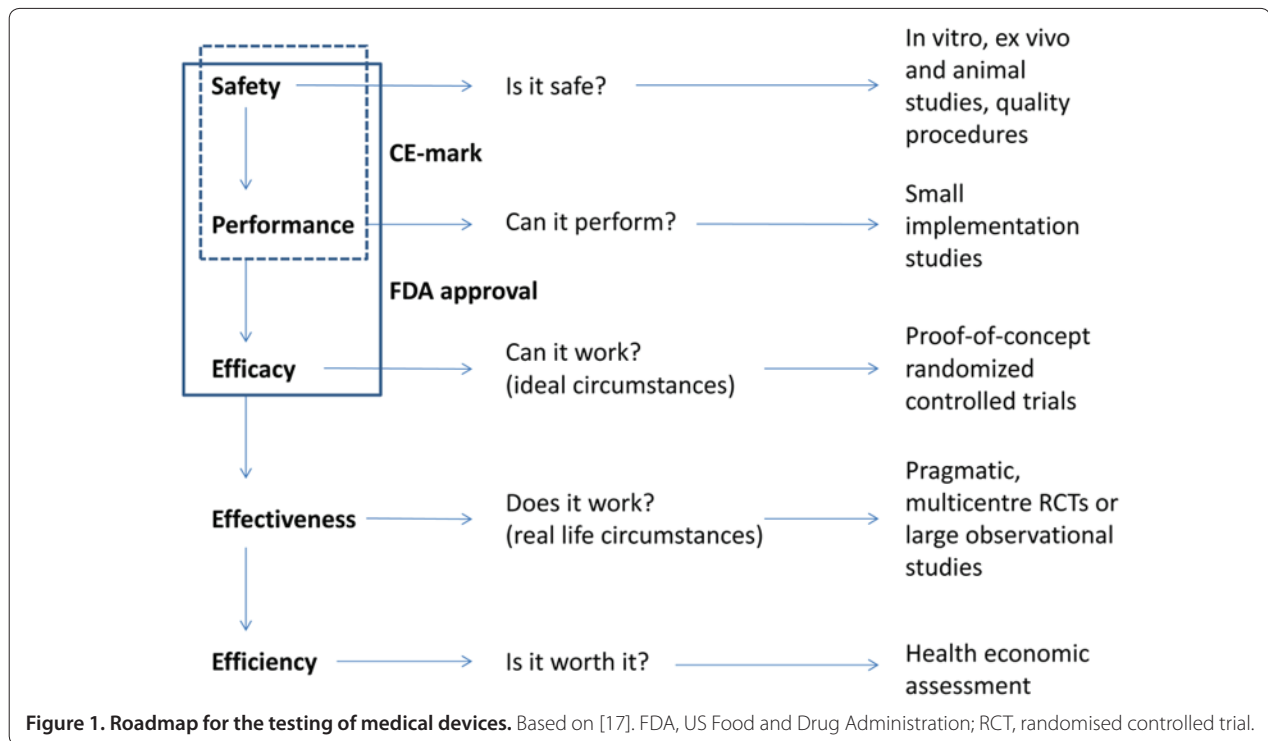 Safety
Is it safe?
In vitro, ex vivo
and animal
studies, quality
procedures
CE-mark
Performance
Can it perform?
Small
implementation
studies
FDA approval
Efficacy
Can it work?
(ideal circumstances)
Proof-of-concept
randomized
controlled trials
Effectiveness
Does it work?
(real life circumstances)
Pragmatic,
multicentre RCTs or
large observational
studies
Efficiency
Is it worth it?
Health economic
assessment
Figure 1. Roadmap for the testing of medical devices. Based on [17]. FDA, US Food and Drug Administration; RCT, randomised controlled trial.